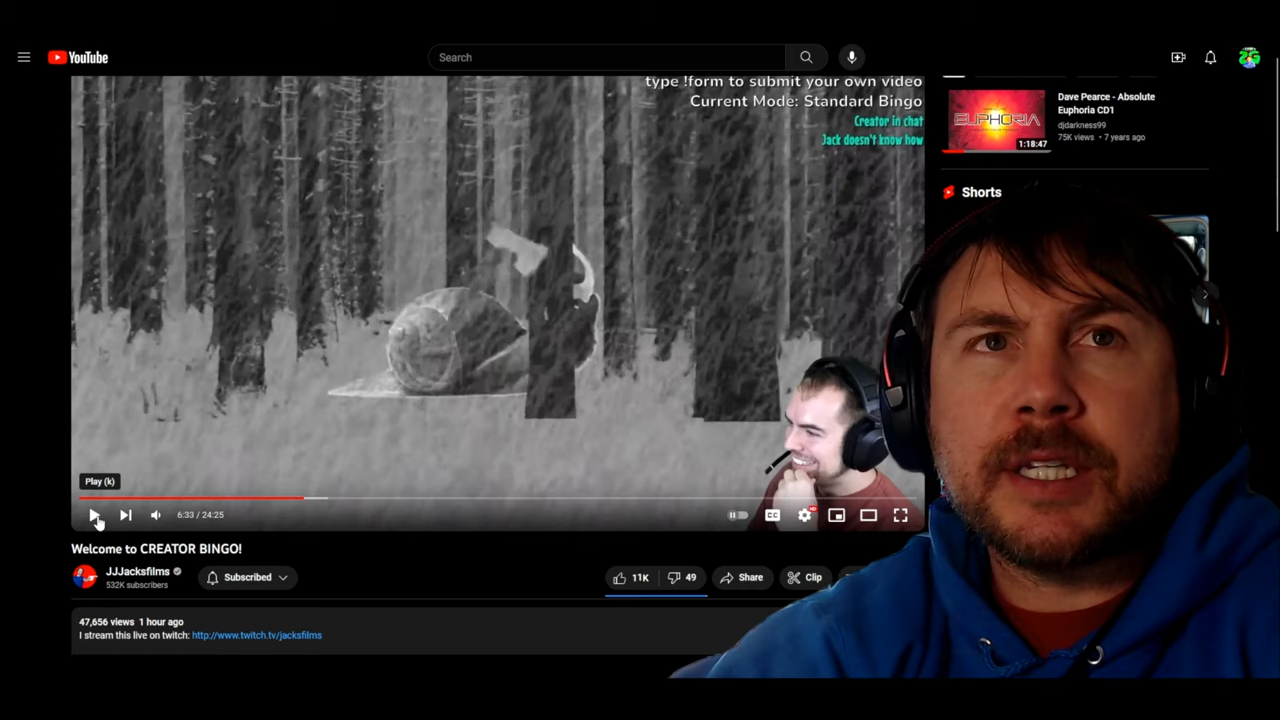 YouTube
Search
type !form to submit your own video
Current Mode: Standard Bingo
Creator in chat
Jack doesn't know how
EUPHORIA
1:18:47
Dave Pearce - Absolute
Euphoria CD1
djdarkness99
75K views • 7 years ago
Shorts
Play (k)
6:33 / 24:25
CC
HD
Welcome to CREATOR BINGO!
JJJacksfilms
532K subscribers
Subscribed
11K
49
Share
Clip
47,656 views 1 hour ago
I stream this live on twitch: http://www.twitch.tv/jacksfilms